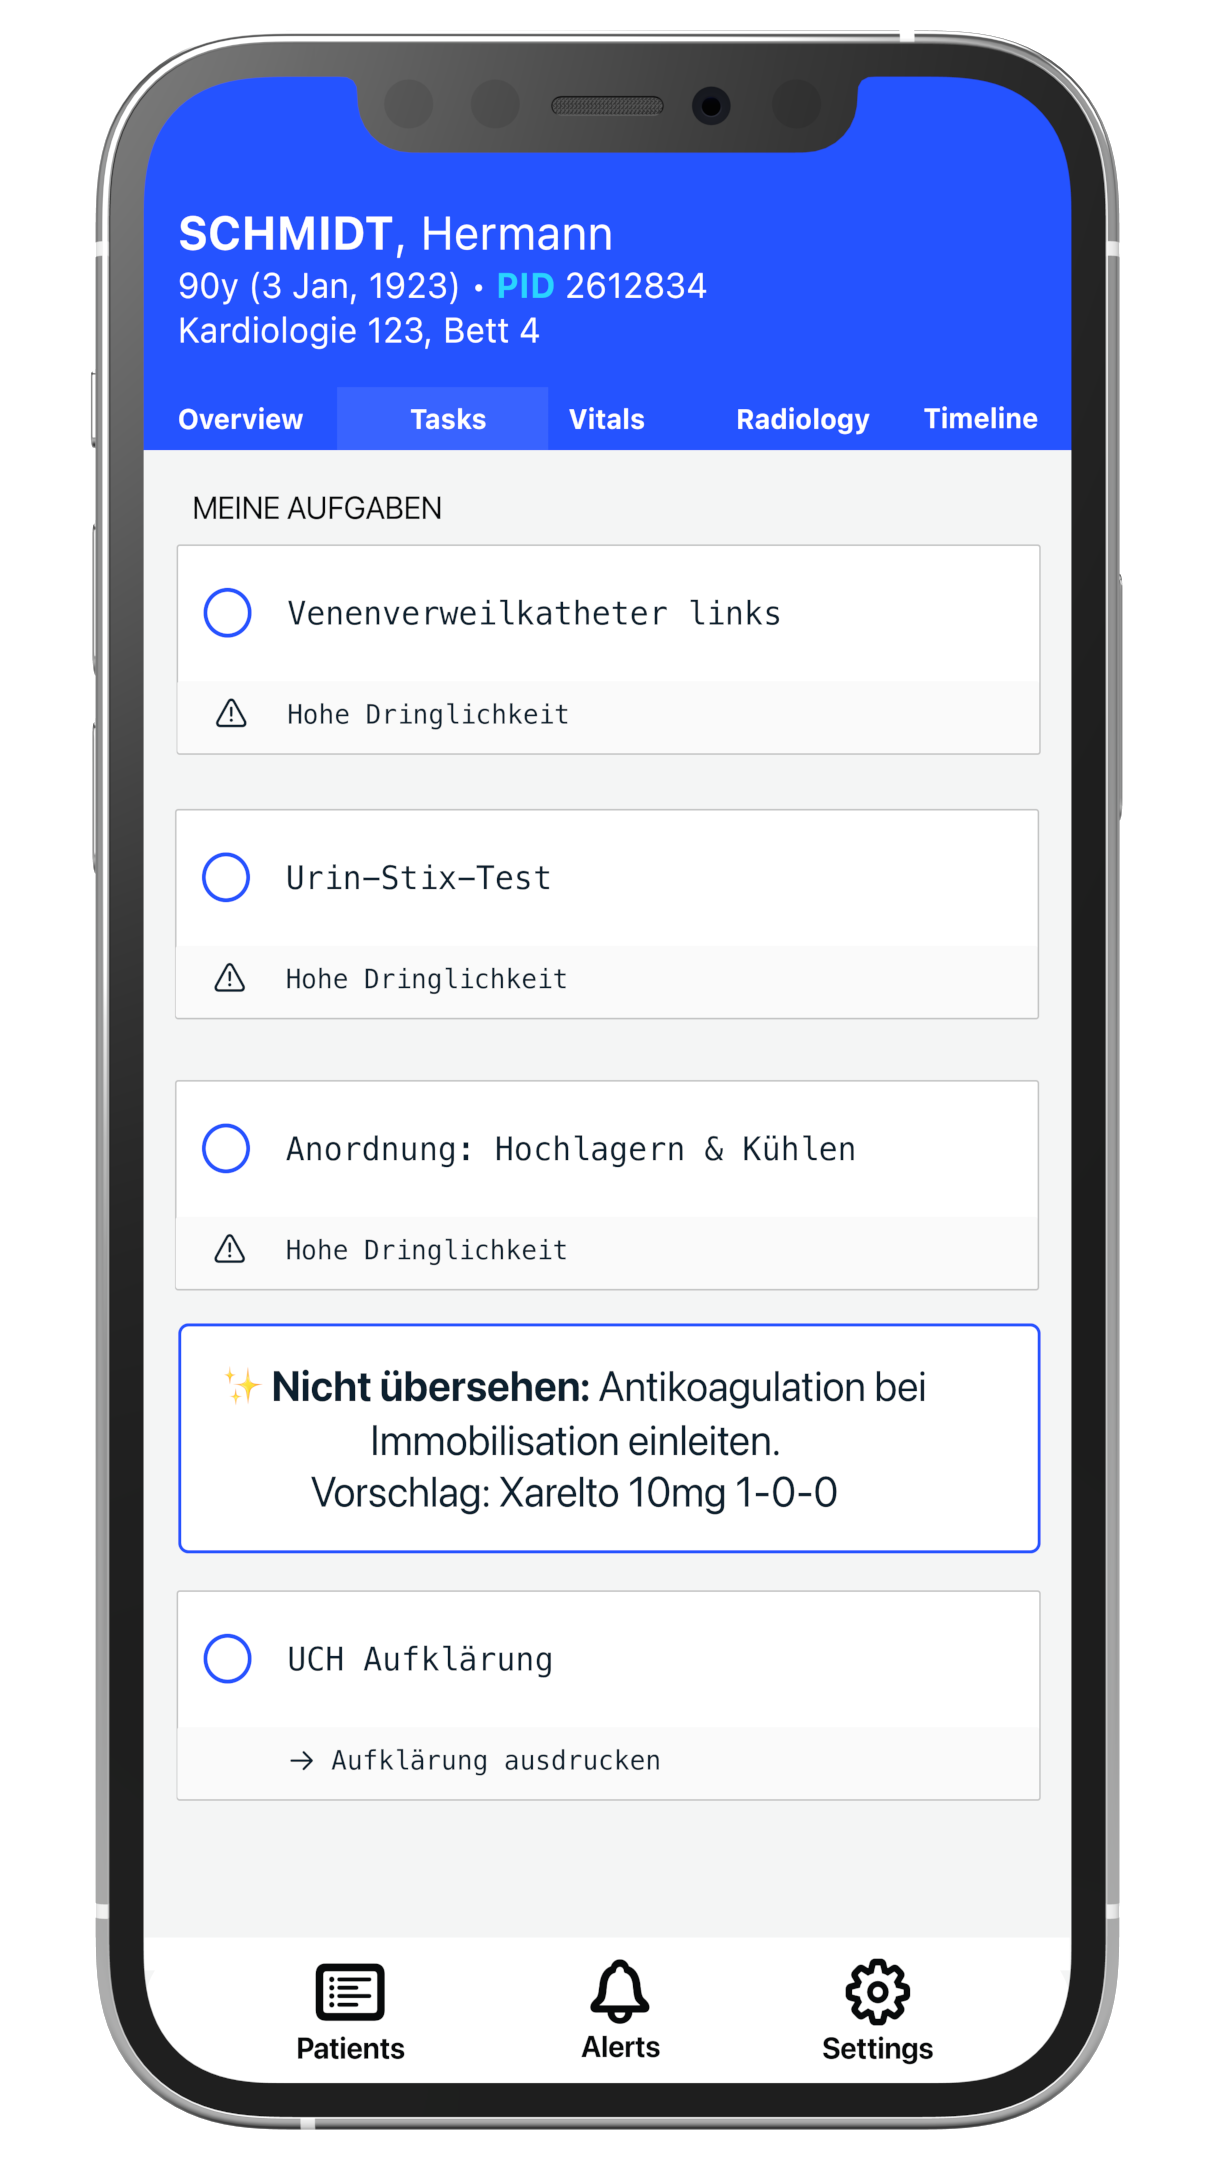 SCHMIDT, Hermann
90y (3 Jan, 1923) • PID 2612834
Kardiologie 123, Bett 4
Overview Tasks Vitals Radiology Timeline
MEINE AUFGABEN
Venenverweilkatheter links
Hohe Dringlichkeit
Urin-Stix-Test
Hohe Dringlichkeit
Anordnung: Hochlagern & Kühlen
Hohe Dringlichkeit
✨ Nicht übersehen: Antikoagulation bei
Immobilisation einleiten.
Vorschlag: Xarelto 10mg 1-0-0
UCH Aufklärung
→ Aufklärung ausdrucken
Patients Alerts Settings